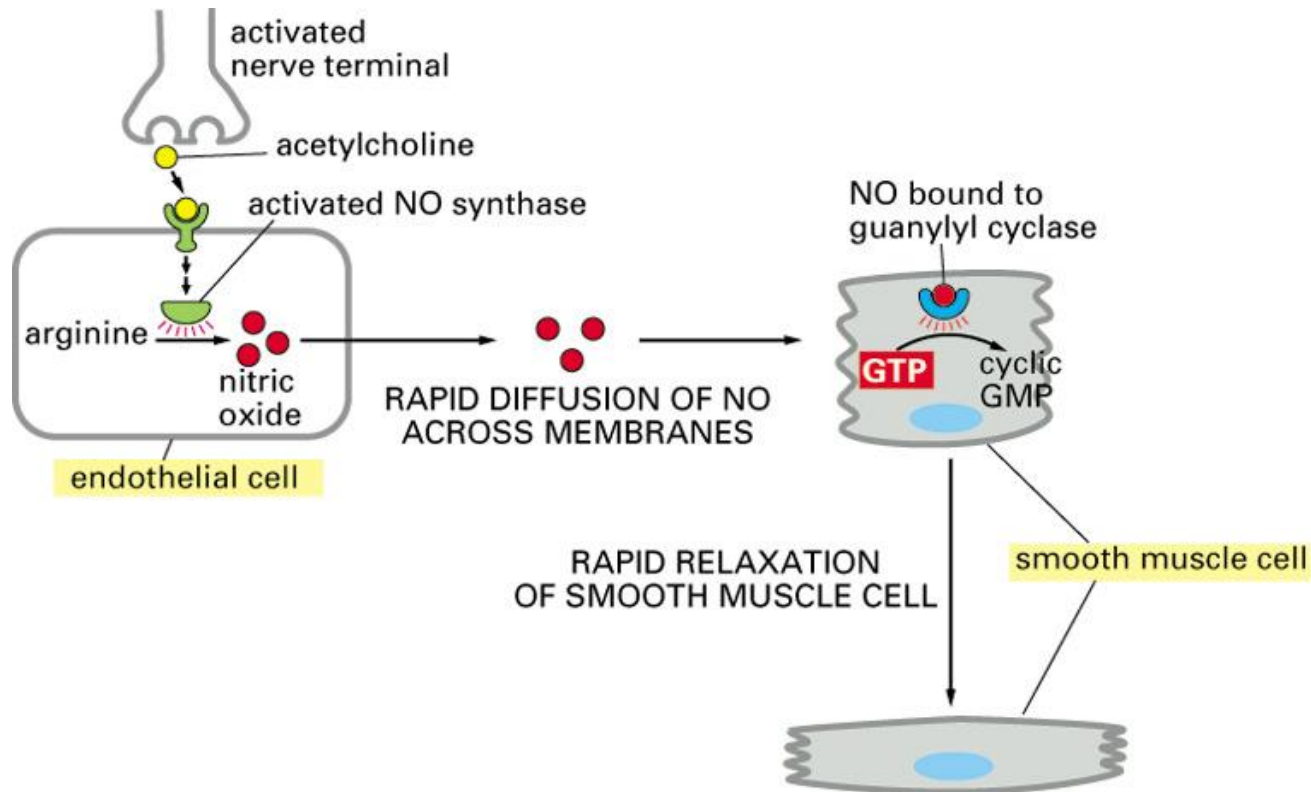 activated
nerve terminal
acetylcholine
activated NO synthase
arginine
nitric
oxide
endothelial cell
RAPID DIFFUSION OF NO
ACROSS MEMBRANES
NO bound to
guanylyl cyclase
GTP
cyclic
GMP
RAPID RELAXATION
OF SMOOTH MUSCLE CELL
smooth muscle cell